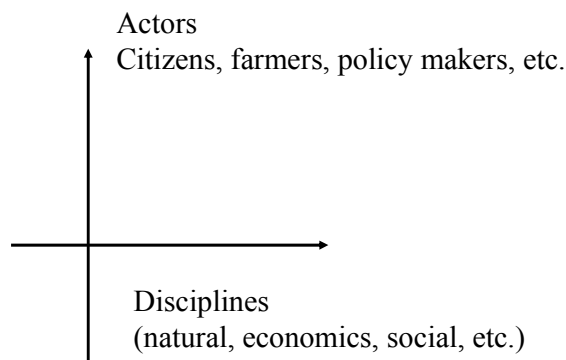 Actors
Citizens, farmers, policy makers, etc.
Disciplines
(natural, economics, social, etc.)